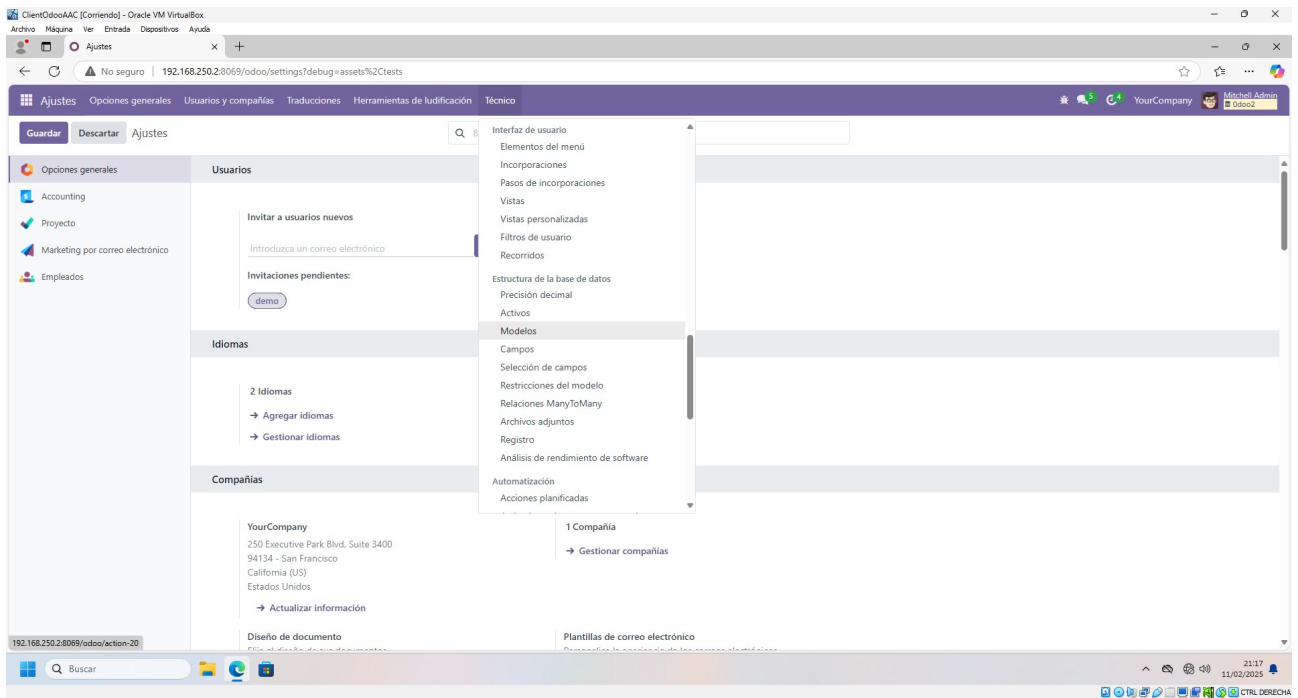 ClientOdooAAC [Corriendo] - Oracle VM VirtualBox
Archivo Máquina Ver Entrada Dispositivos Ayuda
Ajustes
No seguro 192.168.250.2:8069/odoo/settings?debug=assets%2Ctests
Ajustes Opciones generales Usuarios y compañías Traducciones Herramientas de ludificación Técnico 5 4 YourCompany Mitchell Admin
Odoo2
Guardar Descartar Ajustes
Opciones generales
Accounting
Proyecto
Marketing por correo electrónico
Empleados
Usuarios
Invitar a usuarios nuevos
Introduzca un correo electrónico
Invitaciones pendientes:
demo
Idiomas
2 Idiomas
Agregar idiomas
Gestionar idiomas
Compañías
YourCompany
250 Executive Park Blvd, Suite 3400
94134 - San Francisco
California (US)
Estados Unidos
Actualizar información
1 Compañía
Gestionar compañías
Diseño de documento
Plantillas de correo electrónico
Interfaz de usuario
Elementos del menú
Incorporaciones
Pasos de incorporaciones
Vistas
Vistas personalizadas
Filtros de usuario
Recorridos
Estructura de la base de datos
Precisión decimal
Activos
Modelos
Campos
Selección de campos
Restricciones del modelo
Relaciones ManyToMany
Archivos adjuntos
Registro
Análisis de rendimiento de software
Automatización
Acciones planificadas
192.168.250.2:8069/odoo/action-20
Buscar
21:17
11/02/2025
CTRL DERECHA